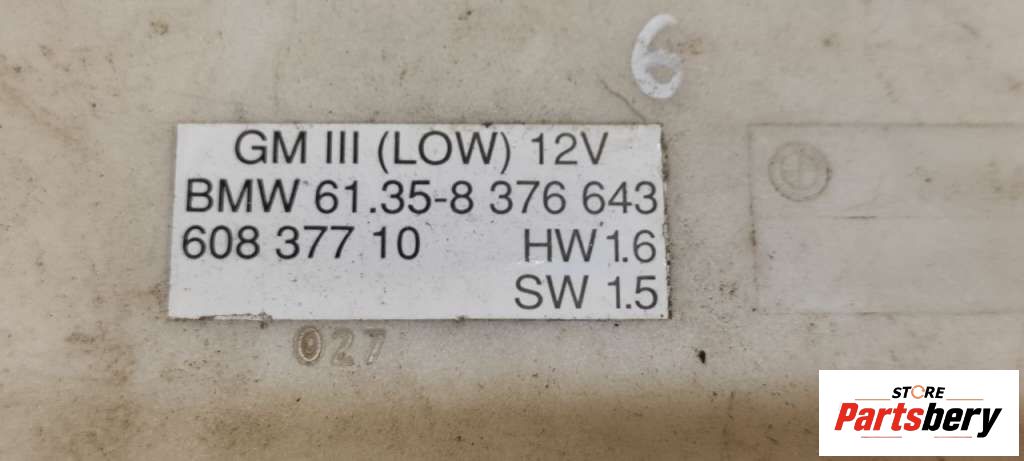 6
GM III (LOW) 12V
BMW 61.35-8 376 643
608 377 10 HW 1.6
SW 1.5
027
STORE
Partsbery